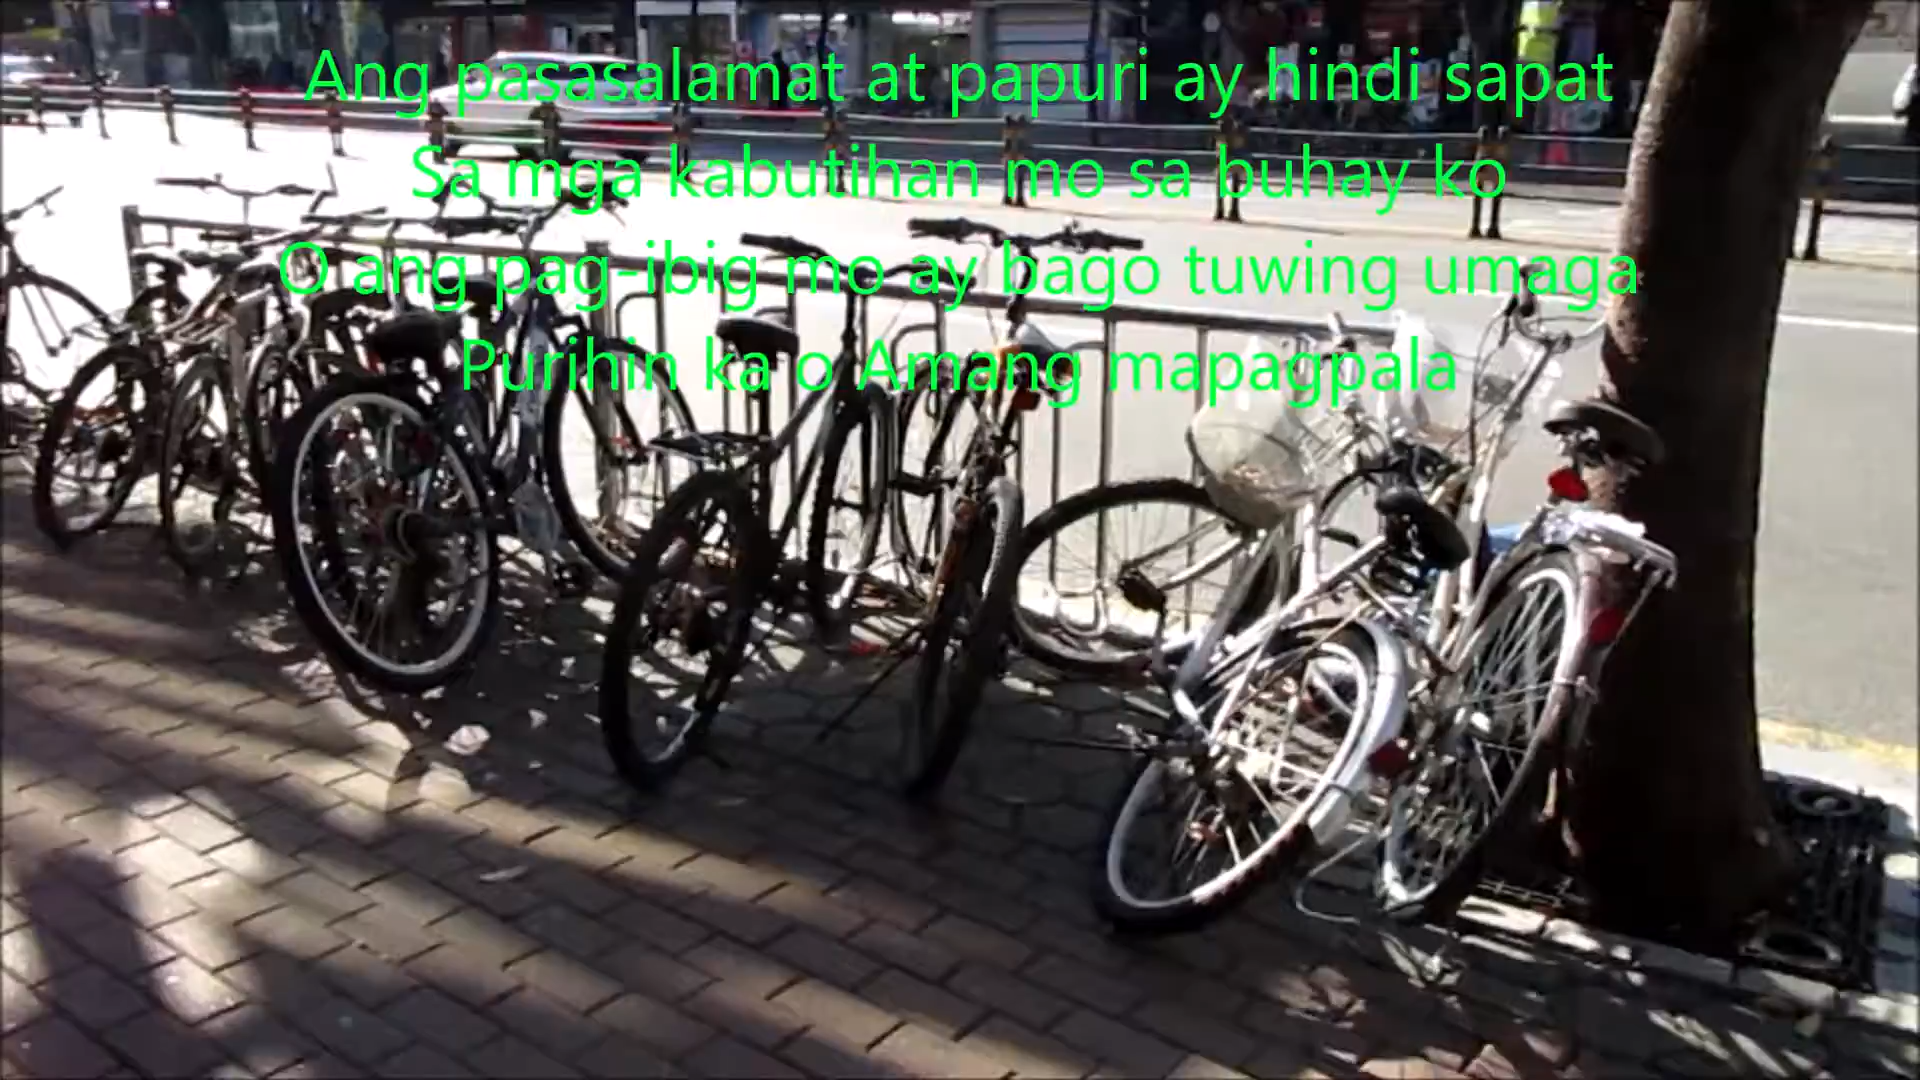 Ang pasasalamat at papuri ay hindi sapat
Sa mga kabutihan mo sa buhay ko
O ang pag-ibig mo ay bago tuwing umaga
Purihin ka o Amang mapagpala